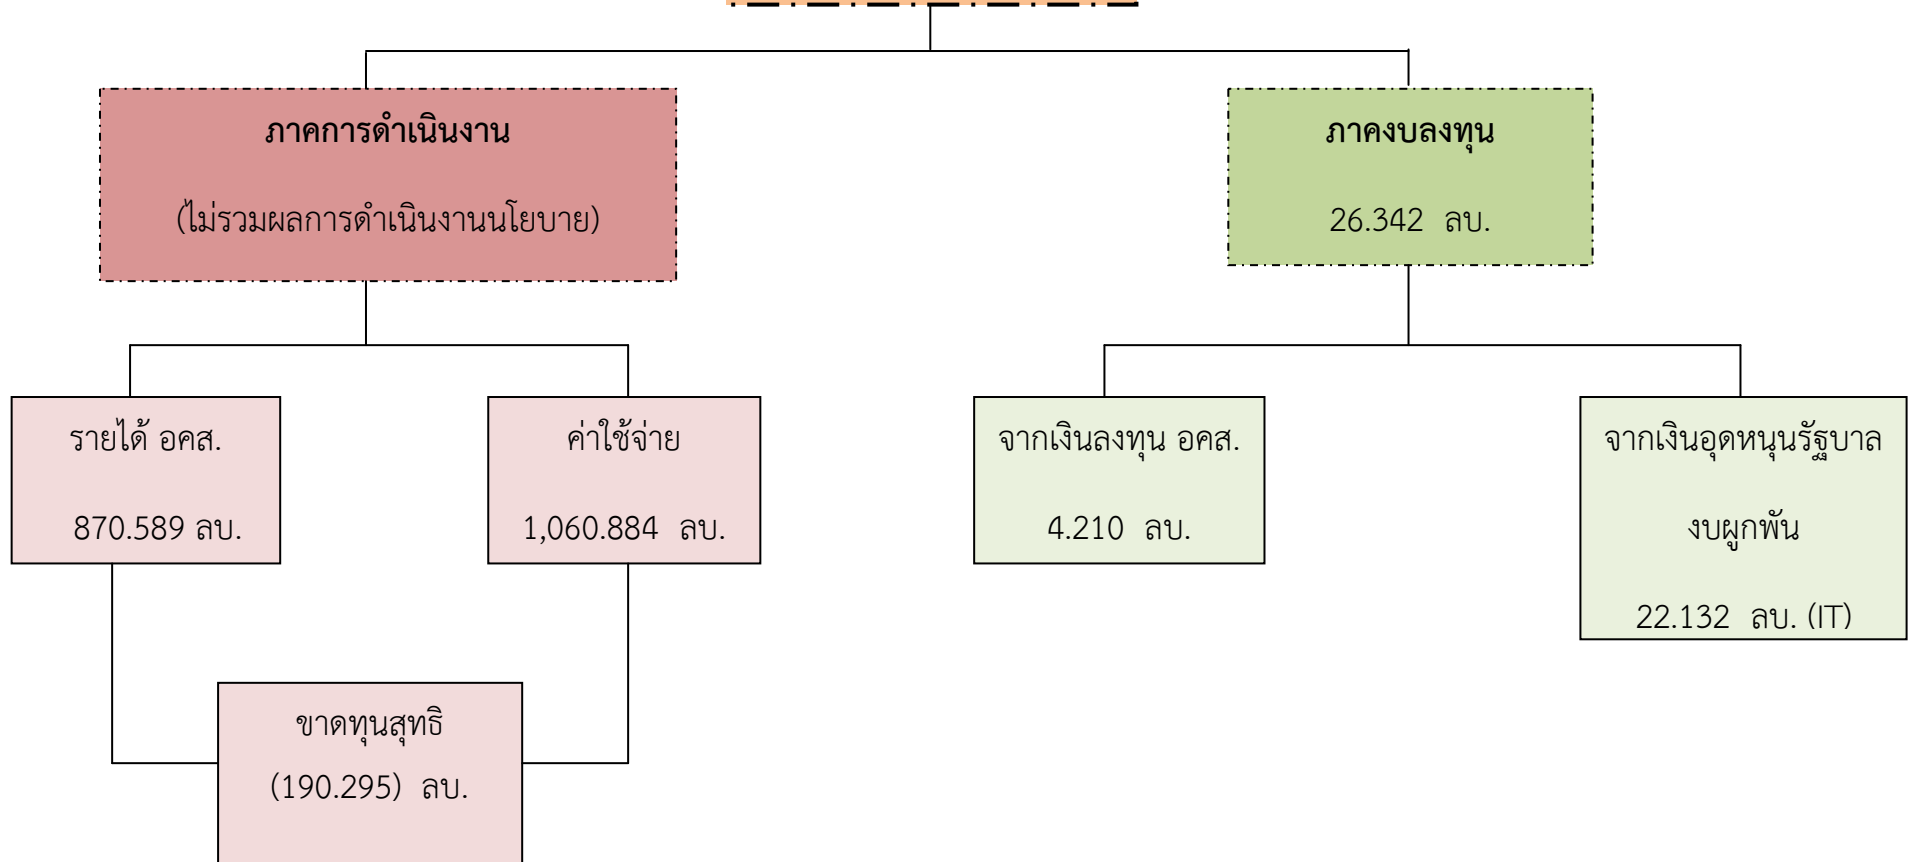 ภาคการดำเนินงาน
(ไม่รวมผลการดำเนินงานนโยบาย)
ภาคงบลงทุน
26.342 ลบ.
รายได้ อคส.
870.589 ลบ.
ค่าใช้จ่าย
1,060.884 ลบ.
จากเงินลงทุน อคส.
4.210 ลบ.
จากเงินอุดหนุนรัฐบาล
งบผูกพัน
22.132 ลบ. (IT)
ขาดทุนสุทธิ
(190.295) ลบ.